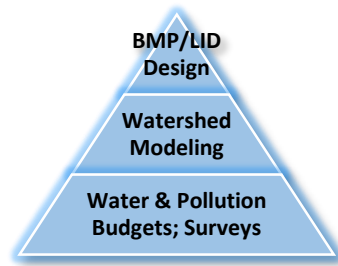 BMP/LID
Design
Watershed
Modeling
Water & Pollution
Budgets; Surveys